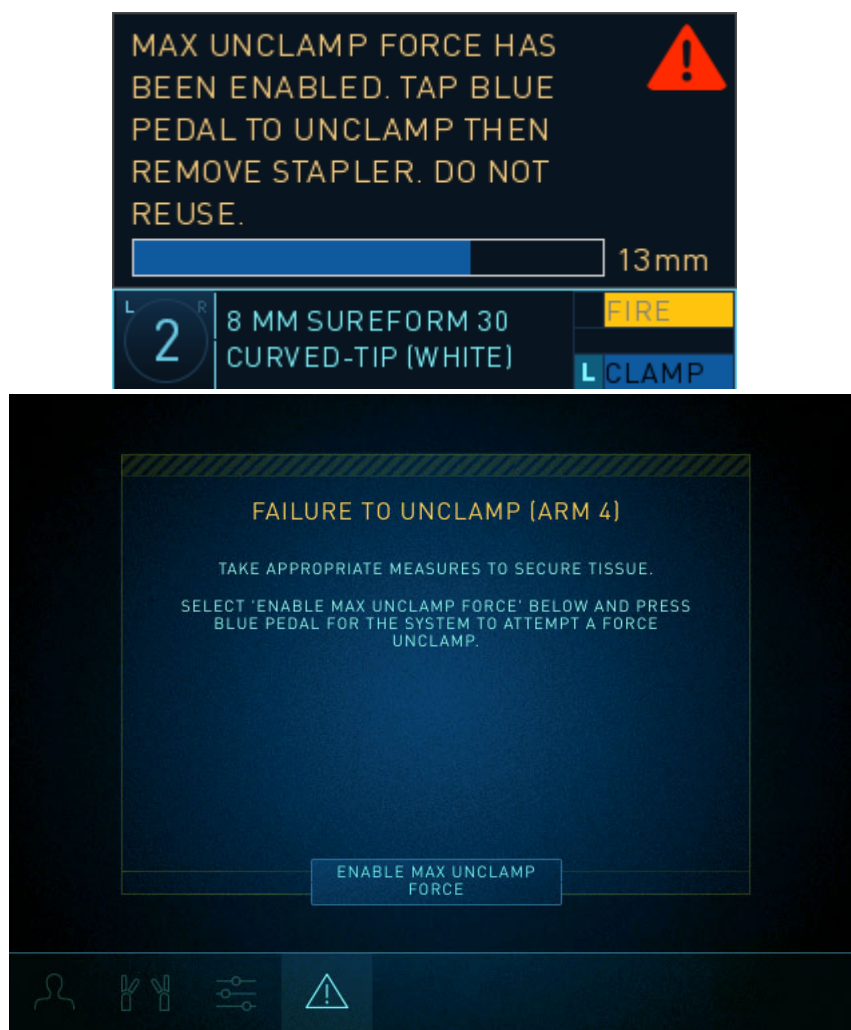 MAX UNCLAMP FORCE HAS
BEEN ENABLED. TAP BLUE
PEDAL TO UNCLAMP THEN
REMOVE STAPLER. DO NOT
REUSE.
13mm
L
2
R
8 MM SUREFORM 30
CURVED-TIP (WHITE)
FIRE
L CLAMP
FAILURE TO UNCLAMP (ARM 4)
TAKE APPROPRIATE MEASURES TO SECURE TISSUE.
SELECT 'ENABLE MAX UNCLAMP FORCE' BELOW AND PRESS
BLUE PEDAL FOR THE SYSTEM TO ATTEMPT A FORCE
UNCLAMP.
ENABLE MAX UNCLAMP
FORCE